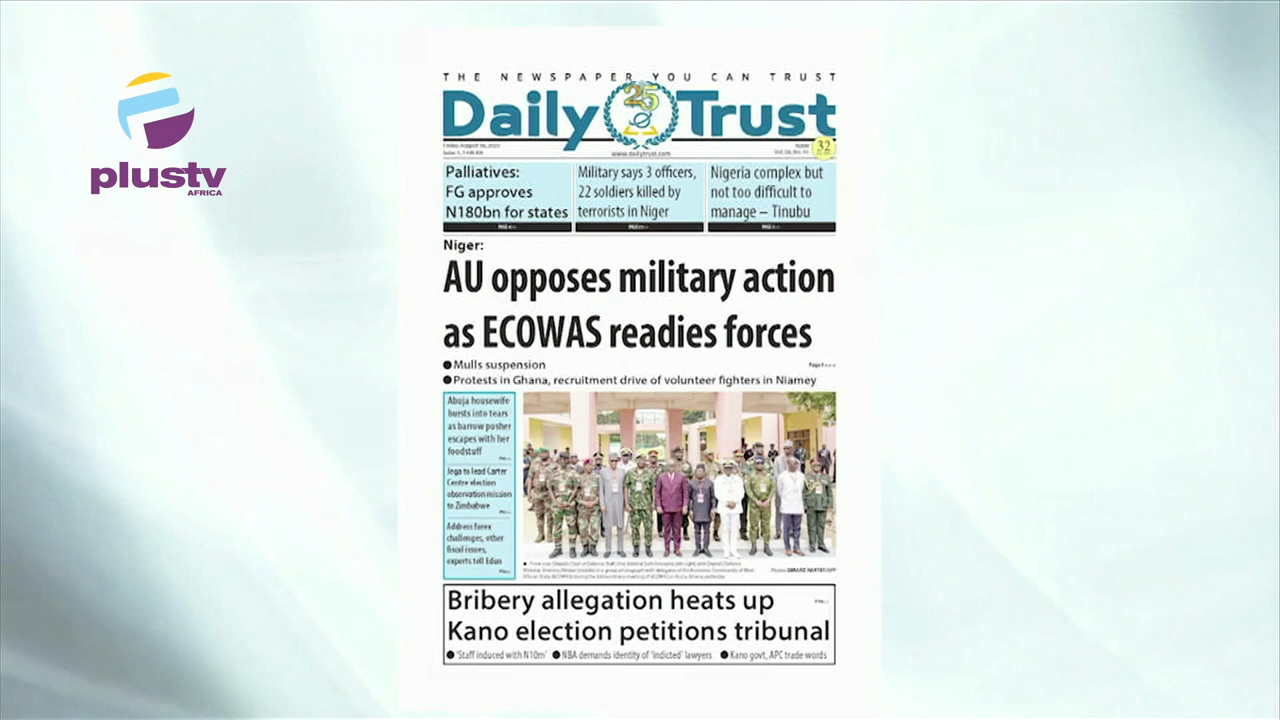 plustv
AFRICA
THE NEWSPAPER YOU CAN TRUST
Daily Trust
25
www.dailytrust.com
32
Palliatives:
FG approves
N180bn for states
Military says 3 officers,
22 soldiers killed by
terrorists in Niger
Nigeria complex but
not too difficult to
manage – Tinubu
Niger:
AU opposes military action
as ECOWAS readies forces
● Mulls suspension
● Protests in Ghana, recruitment drive of volunteer fighters in Niamey
Abuja housewife
bursts into tears
as barrow pusher
escapes with her
foodstuff
Jega to lead Carter
Centre election
observation mission
to Zimbabwe
Address forex
challenges, other
fiscal issues,
experts tell Edun
Bribery allegation heats up
Kano election petitions tribunal
● 'Staff induced with N10m' ● NBA demands identity of 'indicted' lawyers ● Kano govt, APC trade words